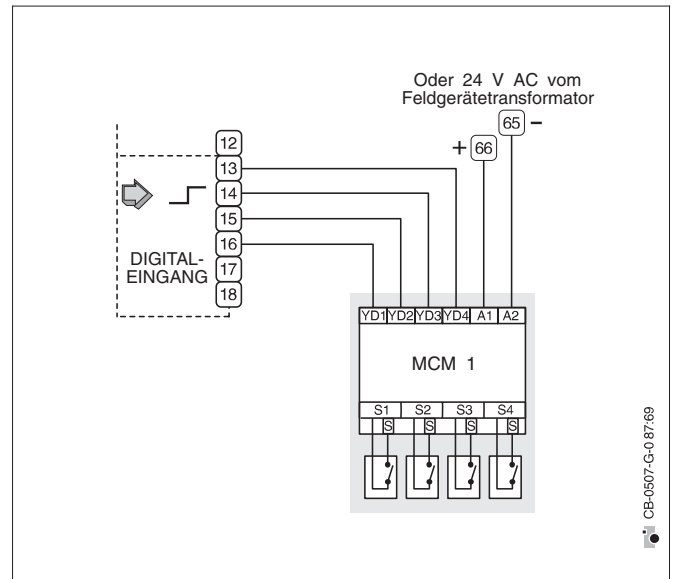 Oder 24 V AC vom
Feldgerätetransformator
65 –
+ 66
12
13
14
15
16
17
18
DIGITAL-
EINGANG
YD1 YD2 YD3 YD4 A1 A2
MCM 1
S1 S2 S3 S4
S S S S
CB-0507-G-0 87:69